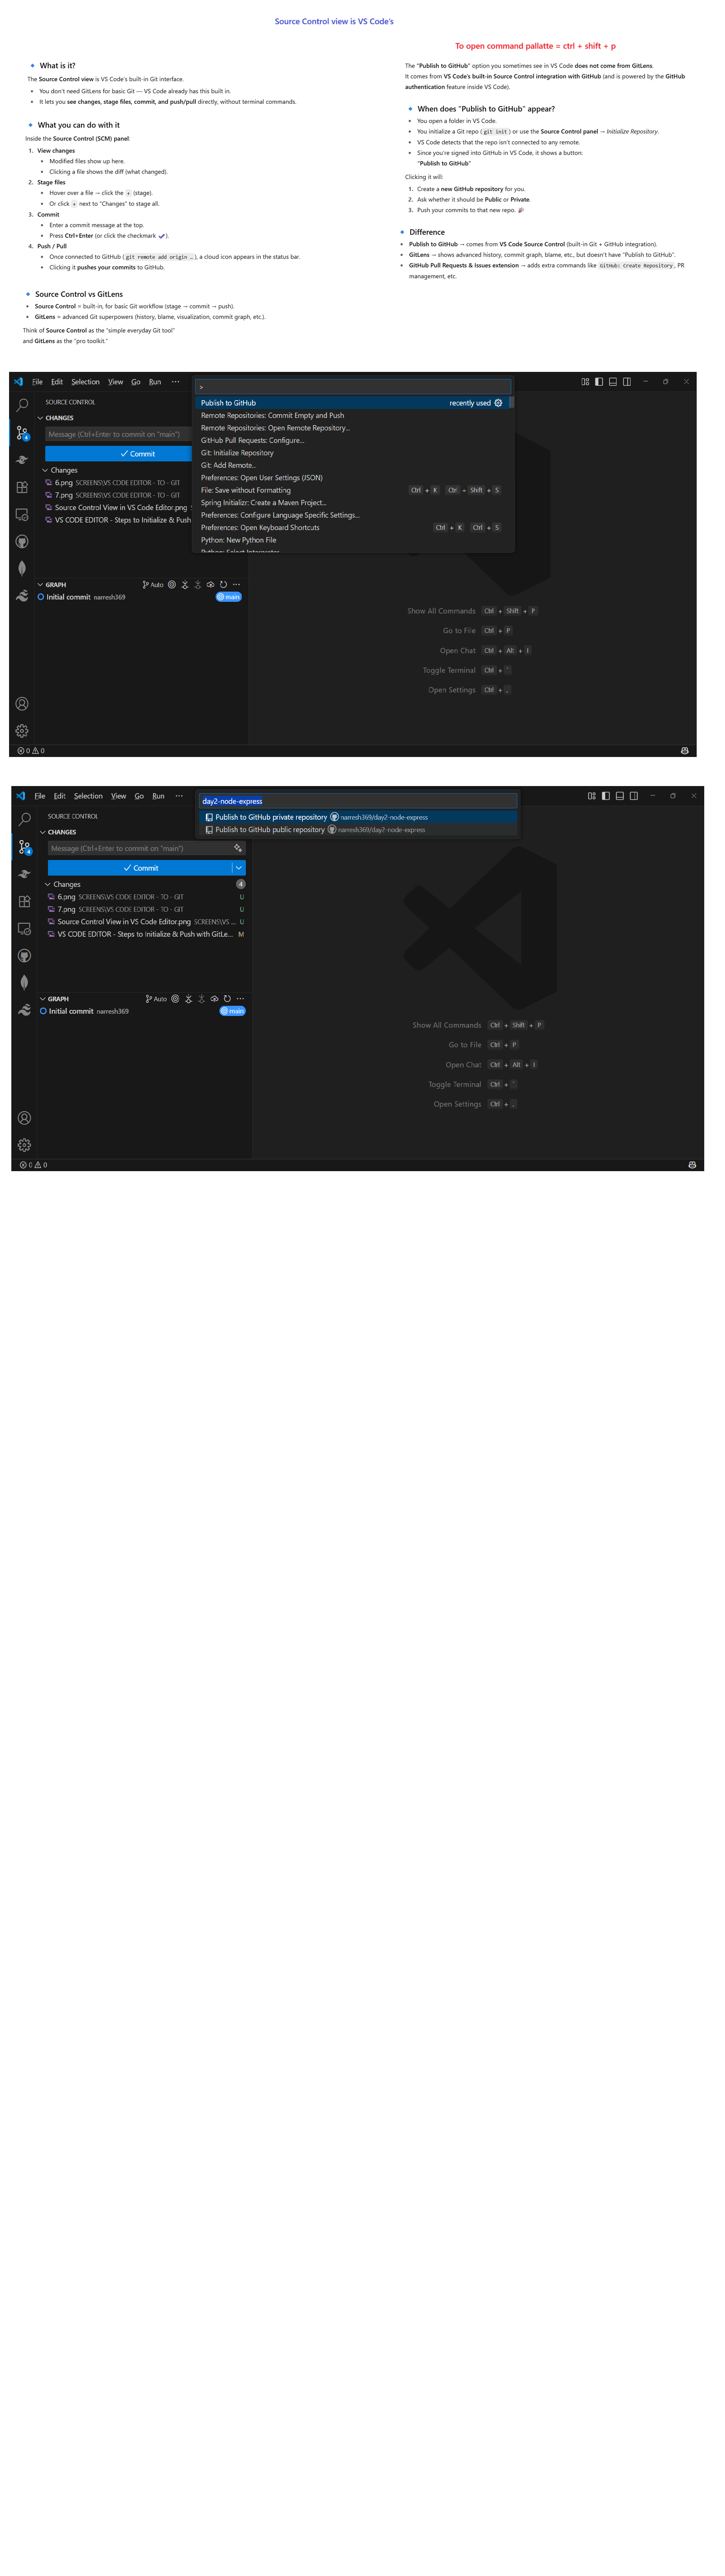 Source Control view is VS Code's
To open command pallatte = ctrl + shift + p
What is it?
The Source Control view is VS Code's built-in Git interface.
You don't need GitLens for basic Git — VS Code already has this built in.
It lets you see changes, stage files, commit, and push/pull directly, without terminal commands.
What you can do with it
Inside the Source Control (SCM) panel:
1. View changes
Modified files show up here.
Clicking a file shows the diff (what changed).
2. Stage files
Hover over a file → click the + (stage).
Or click + next to "Changes" to stage all.
3. Commit
Enter a commit message at the top.
Press Ctrl+Enter (or click the checkmark ✔).
4. Push / Pull
Once connected to GitHub (git remote add origin …), a cloud icon appears in the status bar.
Clicking it pushes your commits to GitHub.
Source Control vs GitLens
Source Control = built-in, for basic Git workflow (stage → commit → push).
GitLens = advanced Git superpowers (history, blame, visualization, commit graph, etc.).
Think of Source Control as the "simple everyday Git tool"
and GitLens as the "pro toolkit."
The "Publish to GitHub" option you sometimes see in VS Code does not come from GitLens.
It comes from VS Code's built-in Source Control integration with GitHub (and is powered by the GitHub
authentication feature inside VS Code).
When does "Publish to GitHub" appear?
You open a folder in VS Code.
You initialize a Git repo (git init) or use the Source Control panel → Initialize Repository.
VS Code detects that the repo isn't connected to any remote.
Since you're signed into GitHub in VS Code, it shows a button:
"Publish to GitHub"
Clicking it will:
1. Create a new GitHub repository for you.
2. Ask whether it should be Public or Private.
3. Push your commits to that new repo. 🎉
Difference
Publish to GitHub → comes from VS Code Source Control (built-in Git + GitHub integration).
GitLens → shows advanced history, commit graph, blame, etc., but doesn't have "Publish to GitHub".
GitHub Pull Requests & Issues extension → adds extra commands like GitHub: Create Repository, PR
management, etc.
File Edit Selection View Go Run ···
>
Publish to GitHub recently used
Remote Repositories: Commit Empty and Push
Remote Repositories: Open Remote Repository...
GitHub Pull Requests: Configure...
Git: Initialize Repository
Git: Add Remote...
Preferences: Open User Settings (JSON)
File: Save without Formatting Ctrl + K Ctrl + Shift + S
Spring Initializr: Create a Maven Project...
Preferences: Configure Language Specific Settings...
Preferences: Open Keyboard Shortcuts Ctrl + K Ctrl + S
Python: New Python File
Python: Select Interpreter
SOURCE CONTROL
CHANGES
4
Message (Ctrl+Enter to commit on "main")
Commit
Changes
6.png SCREENS\VS CODE EDITOR - TO - GIT
7.png SCREENS\VS CODE EDITOR - TO - GIT
Source Control View in VS Code Editor.png
VS CODE EDITOR - Steps to Initialize & Push
GRAPH Auto
Initial commit narresh369 main
Show All Commands Ctrl + Shift + P
Go to File Ctrl + P
Open Chat Ctrl + Alt + I
Toggle Terminal Ctrl + `
Open Settings Ctrl + ,
0 0
File Edit Selection View Go Run ···
day2-node-express
Publish to GitHub private repository narresh369/day2-node-express
Publish to GitHub public repository narresh369/day2-node-express
SOURCE CONTROL
CHANGES
4
Message (Ctrl+Enter to commit on "main")
Commit
Changes 4
6.png SCREENS\VS CODE EDITOR - TO - GIT U
7.png SCREENS\VS CODE EDITOR - TO - GIT U
Source Control View in VS Code Editor.png SCREENS\VS ... U
VS CODE EDITOR - Steps to Initialize & Push with GitLe... M
GRAPH Auto
Initial commit narresh369 main
Show All Commands Ctrl + Shift + P
Go to File Ctrl + P
Open Chat Ctrl + Alt + I
Toggle Terminal Ctrl + `
Open Settings Ctrl + ,
0 0